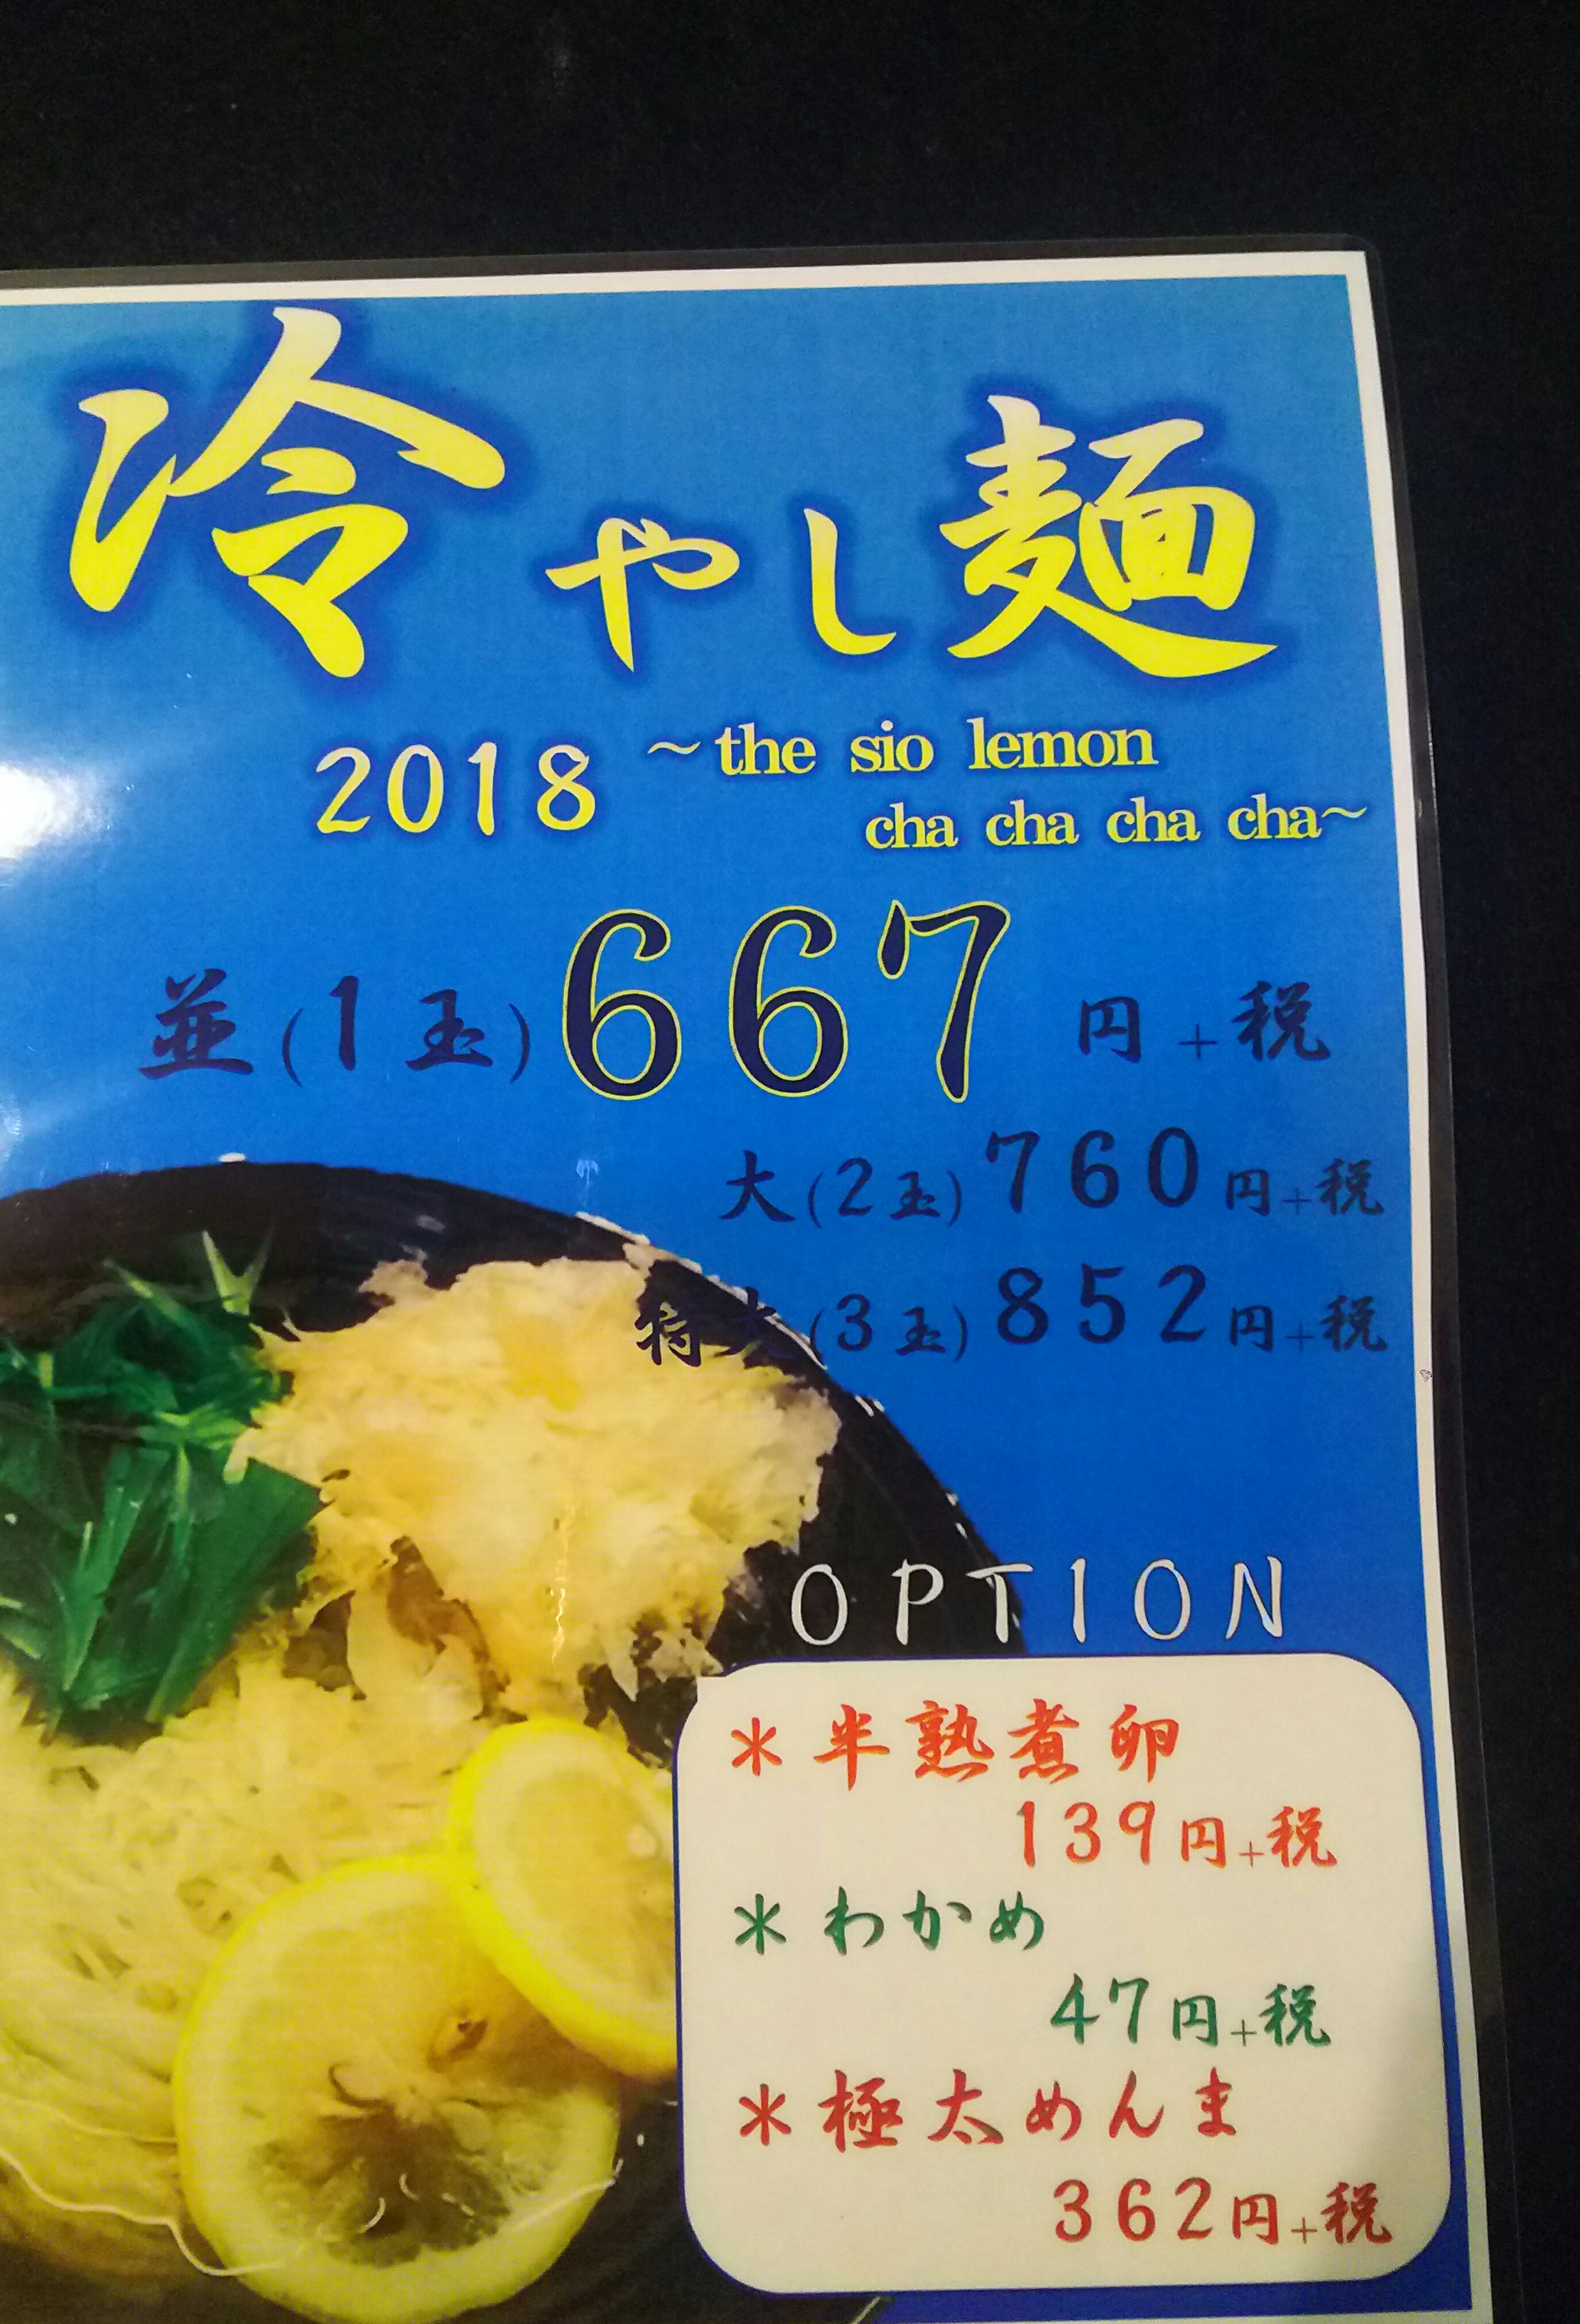 冷やし麺
2018 ～the sio lemon
cha cha cha cha～
並(1玉)667円+税
大(2玉)760円+税
特大(3玉)852円+税
OPTION
＊半熟煮卵
139円+税
＊わかめ
47円+税
＊極太めんま
362円+税